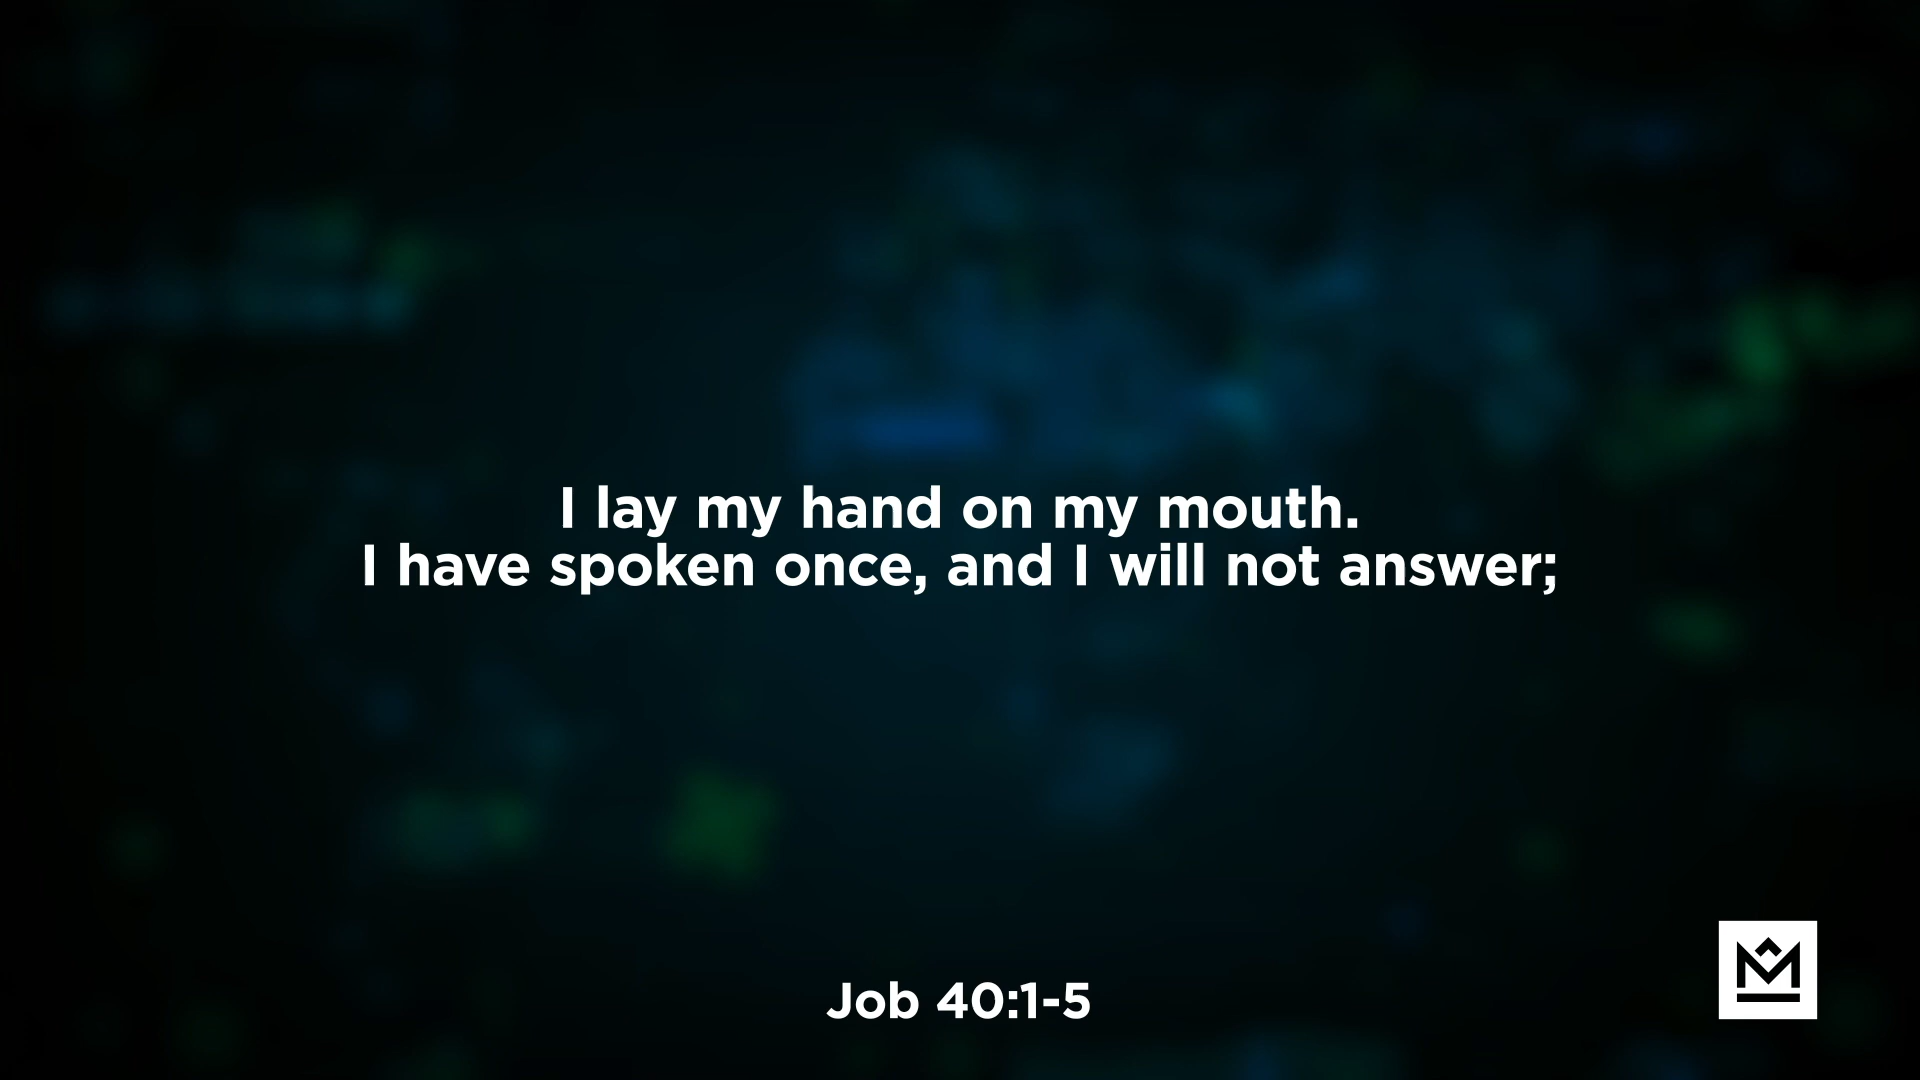 I lay my hand on my mouth.
I have spoken once, and I will not answer;
Job 40:1-5